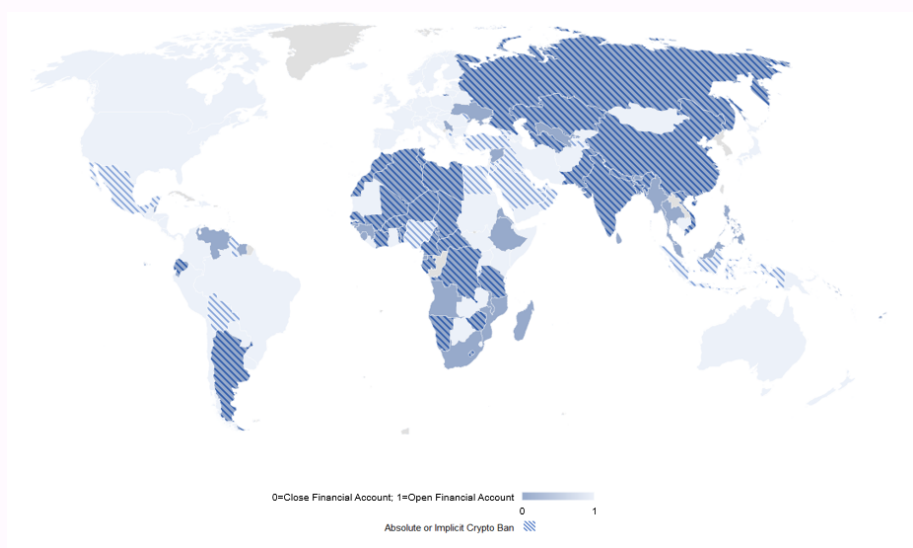 0=Close Financial Account; 1=Open Financial Account
0 1
Absolute or Implicit Crypto Ban